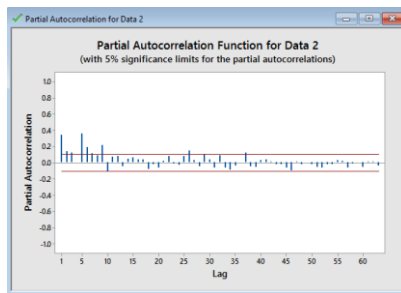 Partial Autocorrelation for Data 2
Partial Autocorrelation Function for Data 2
(with 5% significance limits for the partial autocorrelations)
Partial Autocorrelation
1.0
0.8
0.6
0.4
0.2
0.0
-0.2
-0.4
-0.6
-0.8
-1.0
1 5 10 15 20 25 30 35 40 45 50 55 60
Lag